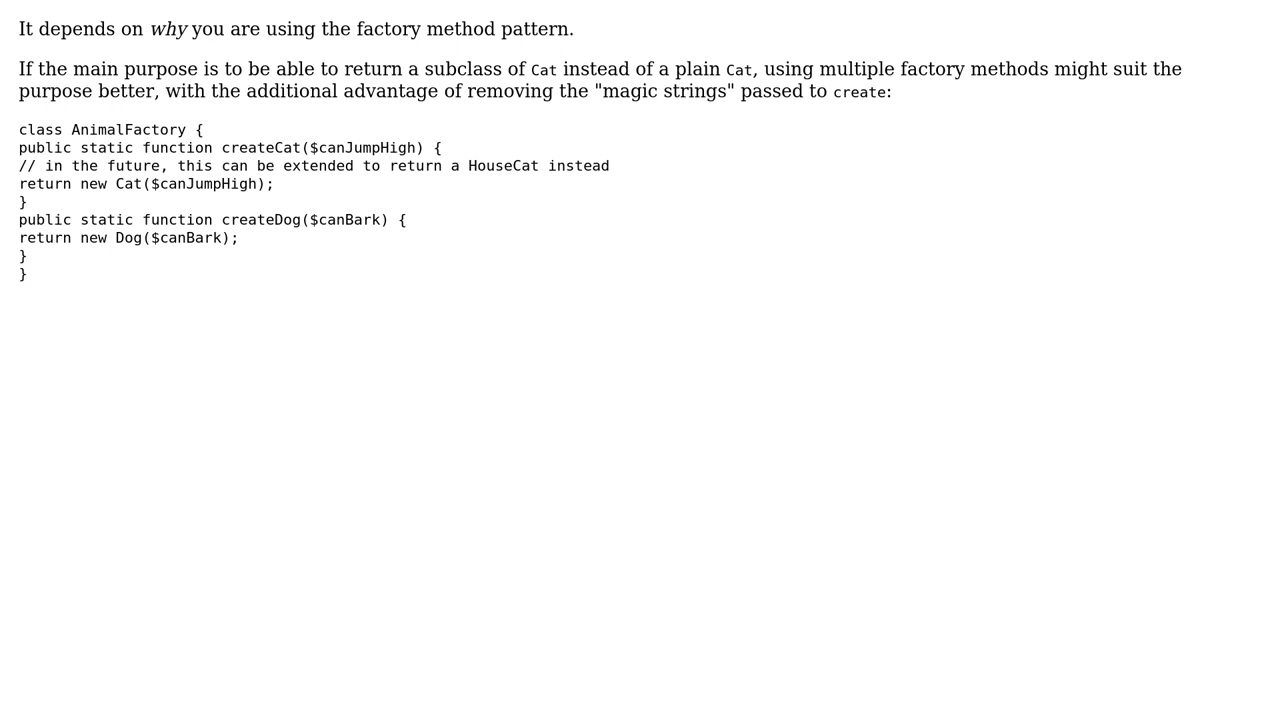 It depends on why you are using the factory method pattern.
If the main purpose is to be able to return a subclass of Cat instead of a plain Cat, using multiple factory methods might suit the
purpose better, with the additional advantage of removing the "magic strings" passed to create:
class AnimalFactory {
public static function createCat($canJumpHigh) {
// in the future, this can be extended to return a HouseCat instead
return new Cat($canJumpHigh);
}
public static function createDog($canBark) {
return new Dog($canBark);
}
}